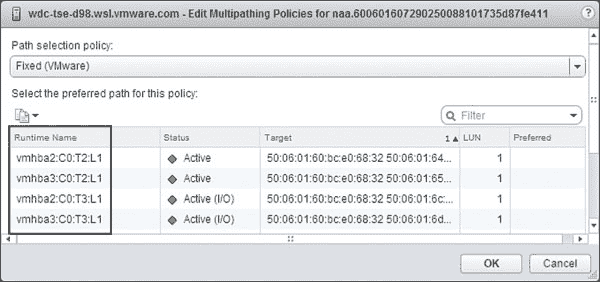 wdc-tse-d98.wsl.vmware.com - Edit Multipathing Policies for naa.600601607290250088101735d87fe411
Path selection policy:
Fixed (VMware)
Select the preferred path for this policy:
Filter
Runtime Name Status Target 1 LUN Preferred
vmhba2:C0:T2:L1 Active 50:06:01:60:bc:e0:68:32 50:06:01:64... 1
vmhba3:C0:T2:L1 Active 50:06:01:60:bc:e0:68:32 50:06:01:65... 1
vmhba2:C0:T3:L1 Active (I/O) 50:06:01:60:bc:e0:68:32 50:06:01:6c:... 1
vmhba3:C0:T3:L1 Active (I/O) 50:06:01:60:bc:e0:68:32 50:06:01:6d... 1
OK Cancel